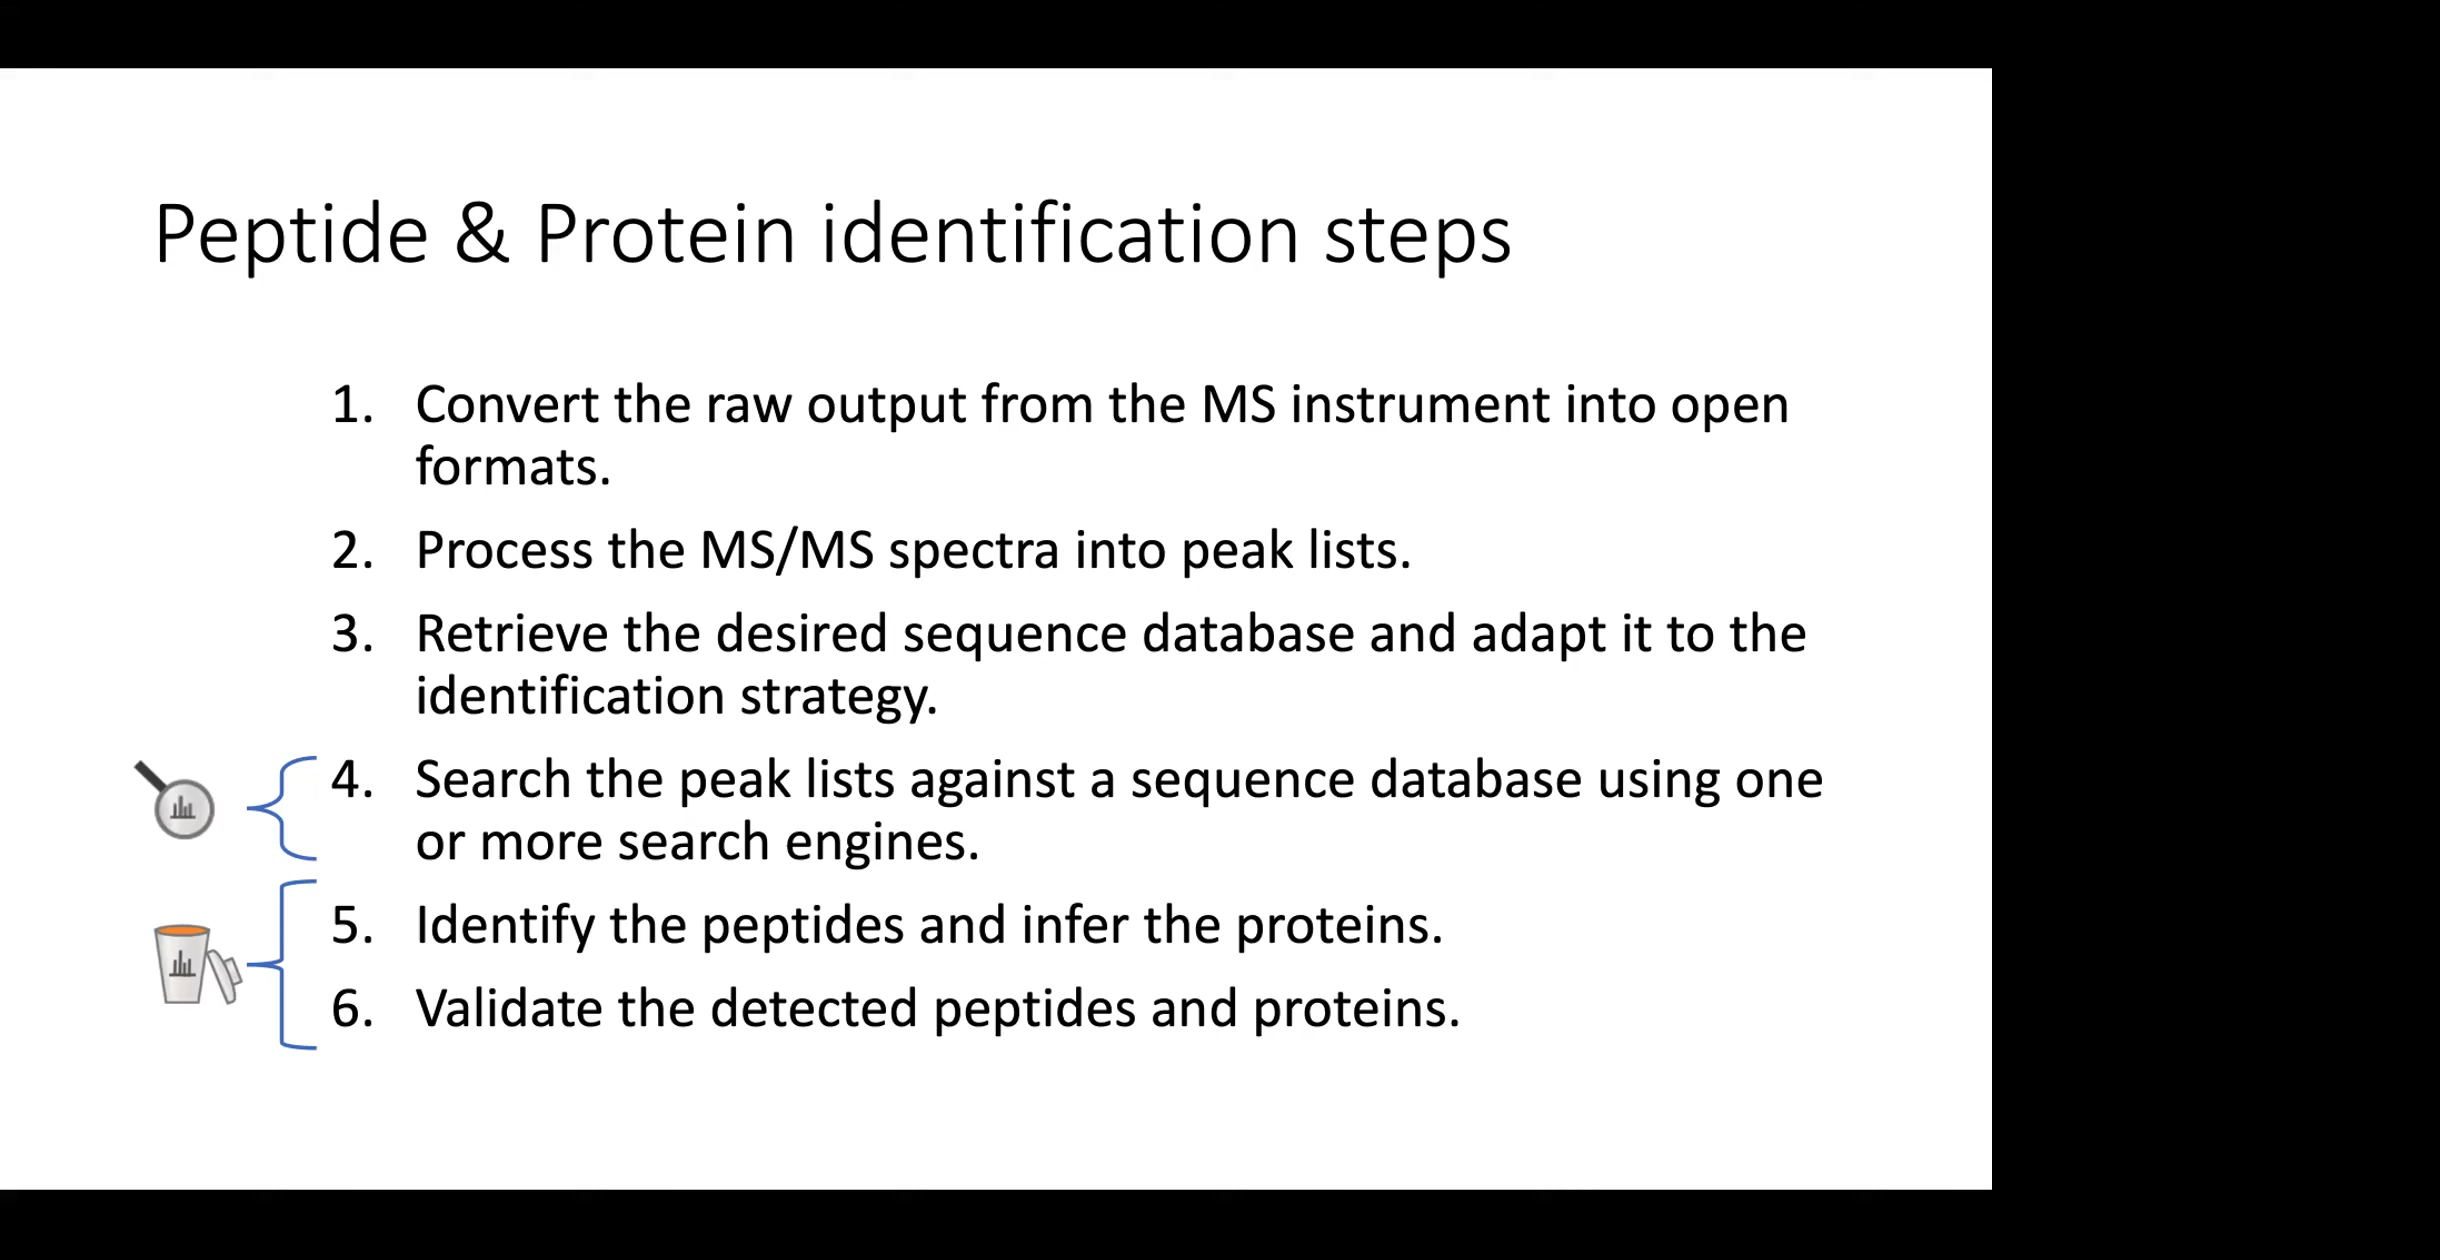 Peptide & Protein identification steps
1. Convert the raw output from the MS instrument into open
formats.
2. Process the MS/MS spectra into peak lists.
3. Retrieve the desired sequence database and adapt it to the
identification strategy.
4. Search the peak lists against a sequence database using one
or more search engines.
5. Identify the peptides and infer the proteins.
6. Validate the detected peptides and proteins.